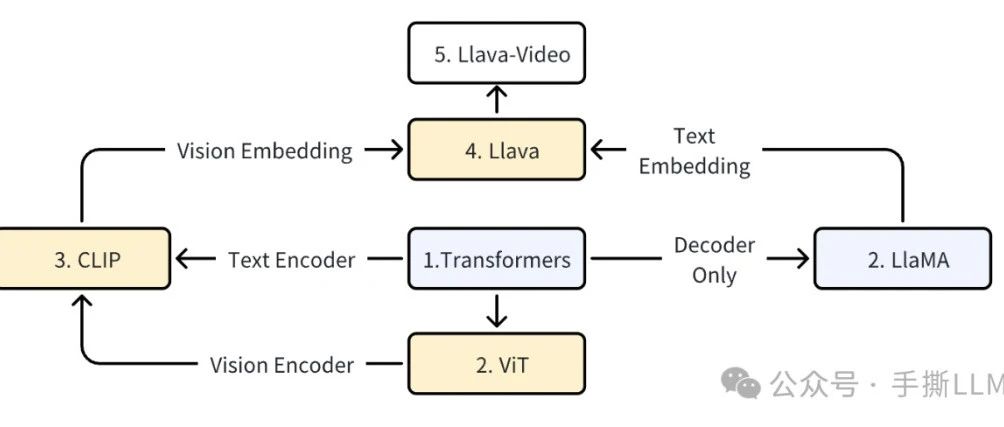 5. Llava-Video
Vision Embedding
4. Llava
Text
Embedding
3. CLIP
Text Encoder
1.Transformers
Decoder
Only
2. LlaMA
Vision Encoder
2. ViT
公众号 · 手撕LLM